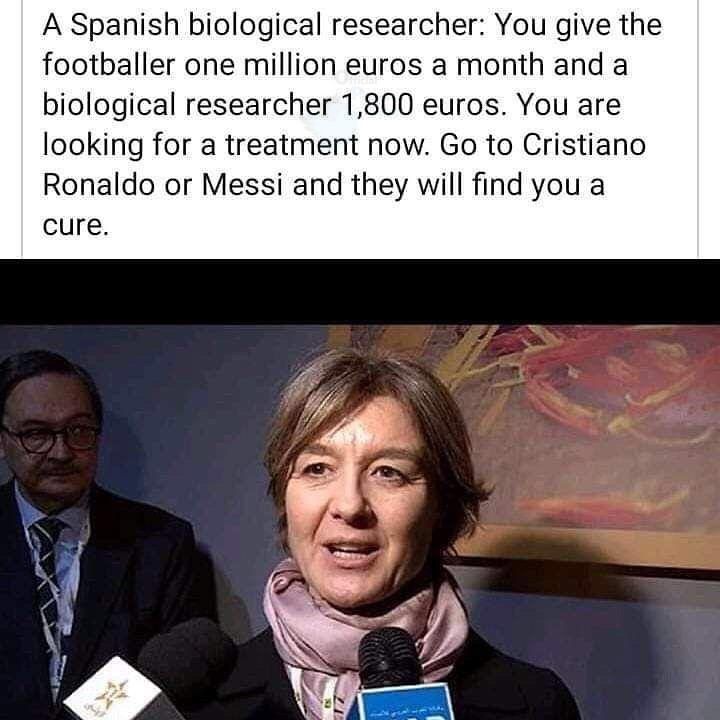 A Spanish biological researcher: You give the
footballer one million euros a month and a
biological researcher 1,800 euros. You are
looking for a treatment now. Go to Cristiano
Ronaldo or Messi and they will find you a
cure.